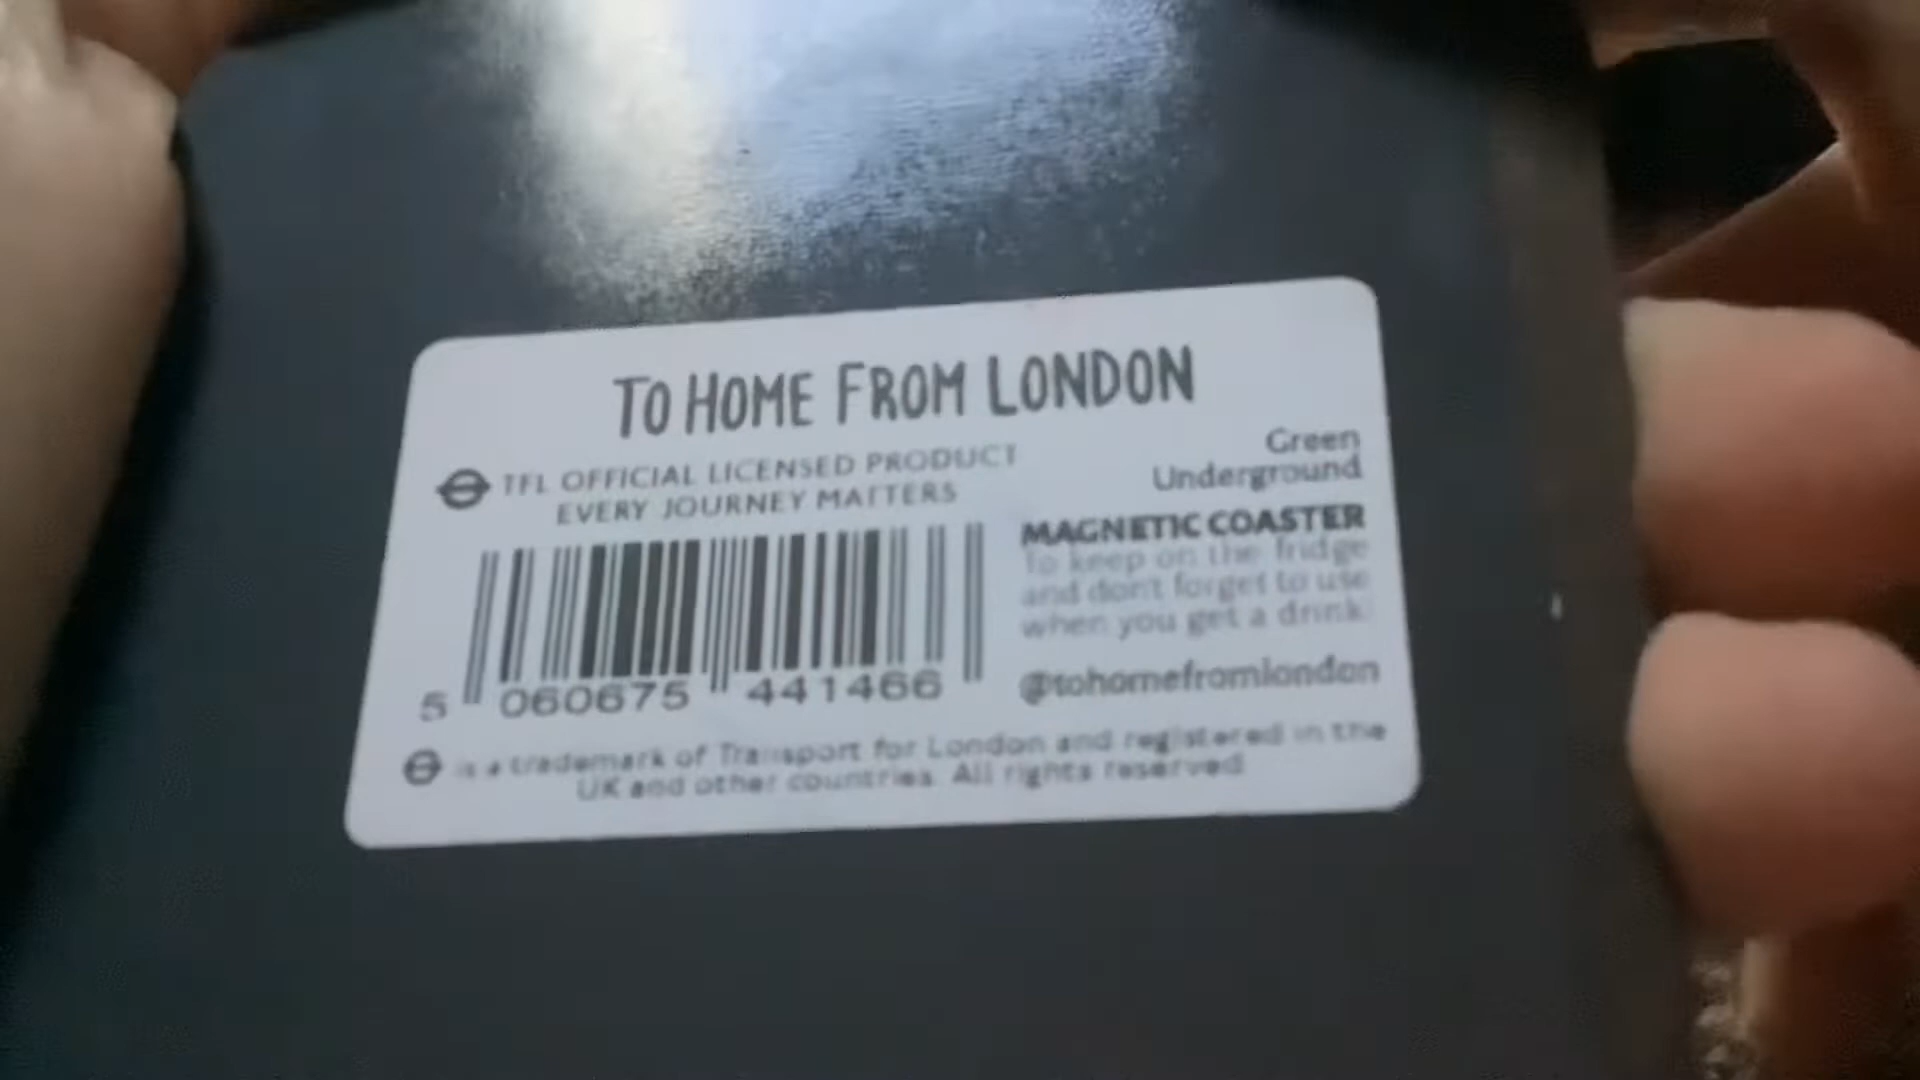 TO HOME FROM LONDON
TFL OFFICIAL LICENSED PRODUCT
EVERY JOURNEY MATTERS
Green
Underground
MAGNETIC COASTER
To keep on the fridge
and don't forget to use
when you get a drink.
5 060675 441466
@tohomefromlondon
is a trademark of Transport for London and registered in the
UK and other countries. All rights reserved